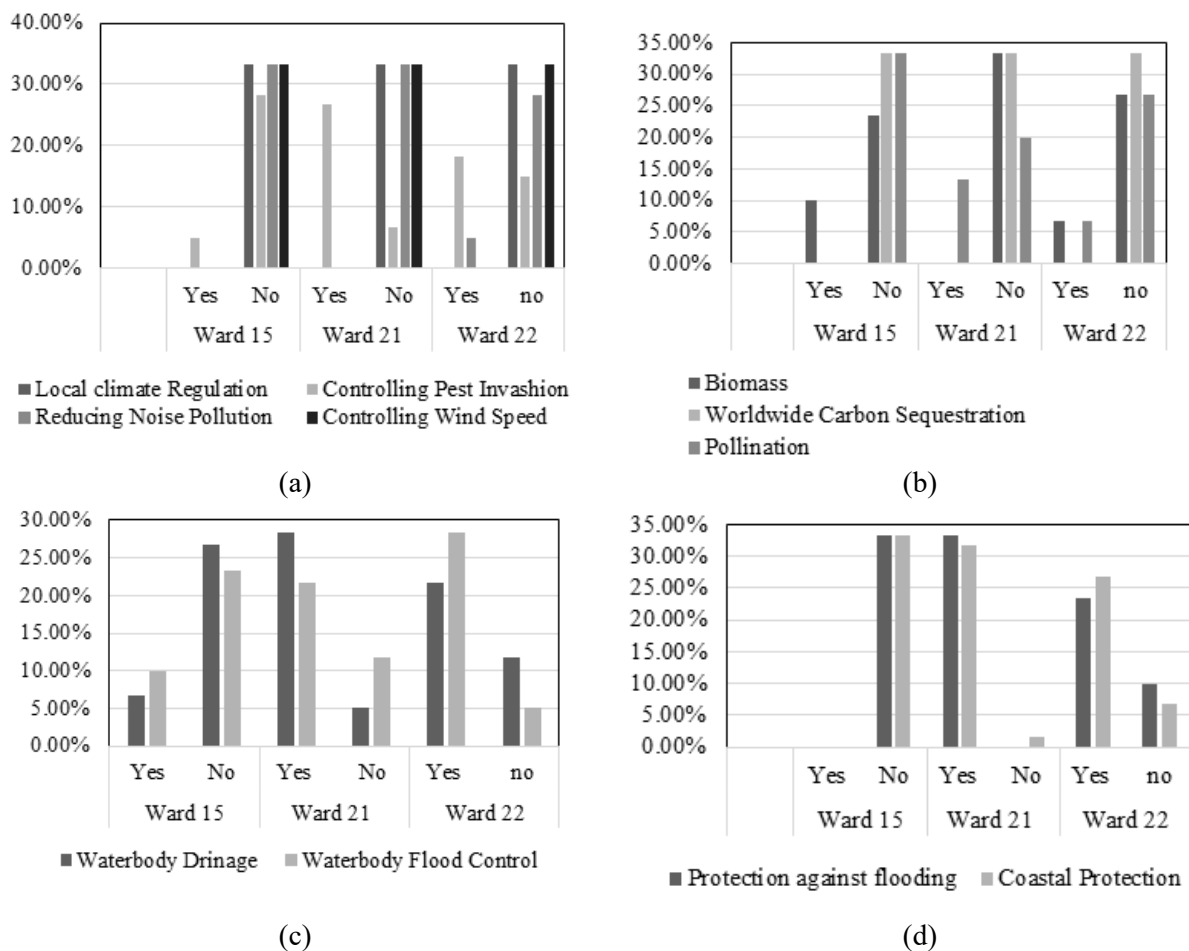 40.00%
30.00%
20.00%
10.00%
0.00%
Yes No Yes No Yes no
Ward 15 Ward 21 Ward 22
Local climate Regulation Controlling Pest Invashion
Reducing Noise Pollution Controlling Wind Speed
(a)
35.00%
30.00%
25.00%
20.00%
15.00%
10.00%
5.00%
0.00%
Yes No Yes No Yes no
Ward 15 Ward 21 Ward 22
Biomass
Worldwide Carbon Sequestration
Pollination
(b)
30.00%
25.00%
20.00%
15.00%
10.00%
5.00%
0.00%
Yes No Yes No Yes no
Ward 15 Ward 21 Ward 22
Waterbody Drinage Waterbody Flood Control
(c)
35.00%
30.00%
25.00%
20.00%
15.00%
10.00%
5.00%
0.00%
Yes No Yes No Yes no
Ward 15 Ward 21 Ward 22
Protection against flooding Coastal Protection
(d)